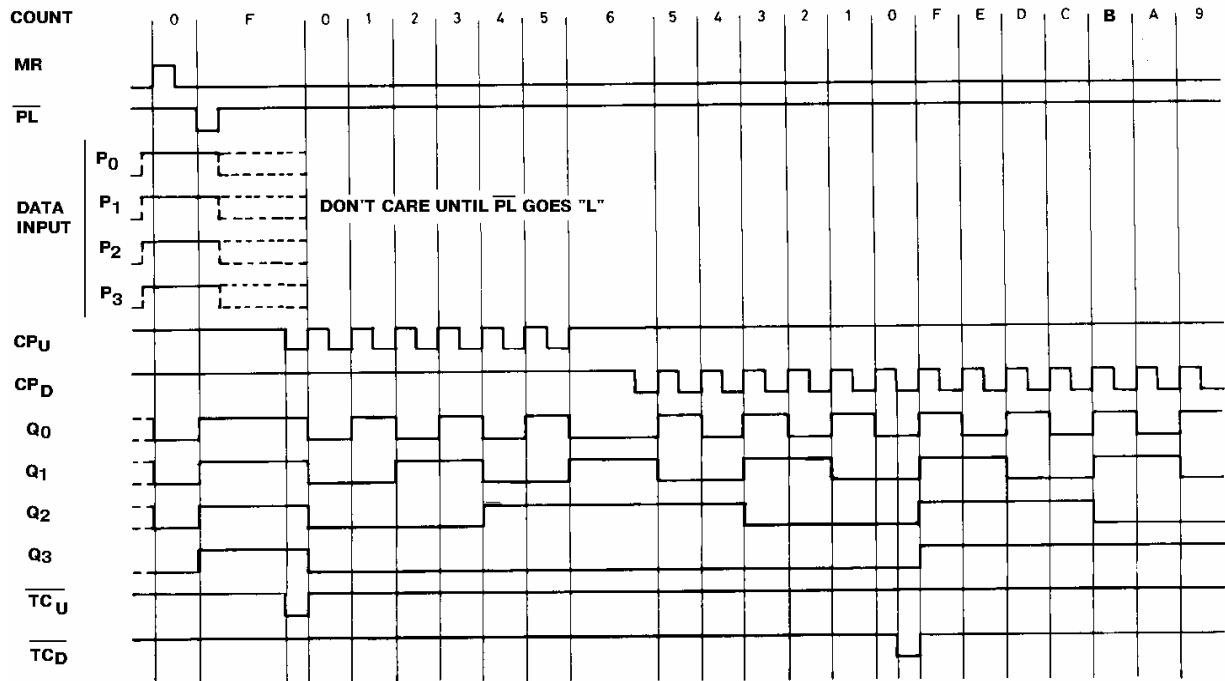 COUNT 0 F 0 1 2 3 4 5 6 5 4 3 2 1 0 F E D C B A 9
MR
PL
P0
P1
DATA INPUT
DON'T CARE UNTIL PL GOES "L"
P2
P3
CPU
CPD
Q0
Q1
Q2
Q3
TCU
TCD